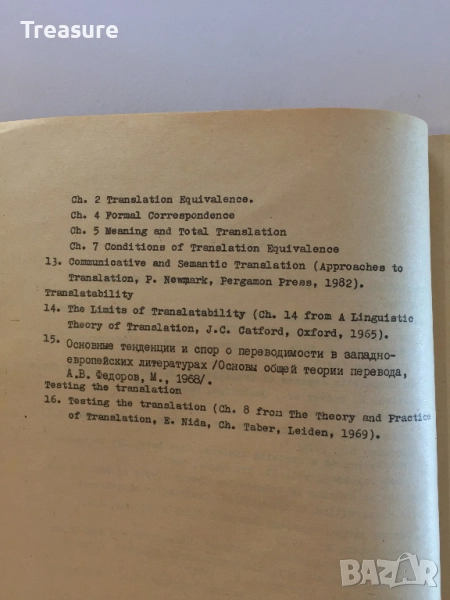 Treasure
Ch. 2 Translation Equivalence.
Ch. 4 Formal Correspondence
Ch. 5 Meaning and Total Translation
Ch. 7 Conditions of Translation Equivalence
13. Communicative and Semantic Translation (Approaches to
Translation, P. Newmark, Pergamon Press, 1982).
Translatability
14. The Limits of Translatability (Ch. 14 from A Linguistic
Theory of Translation, J.C. Catford, Oxford, 1965).
15. Основные тенденции и спор о переводимости в западно-
европейских литературах /Основы общей теории перевода,
А.В. Федоров, М., 1968/.
Testing the translation
16. Testing the translation (Ch. 8 from The Theory and Practice
of Translation, E. Nida, Ch. Taber, Leiden, 1969).
BAZAR